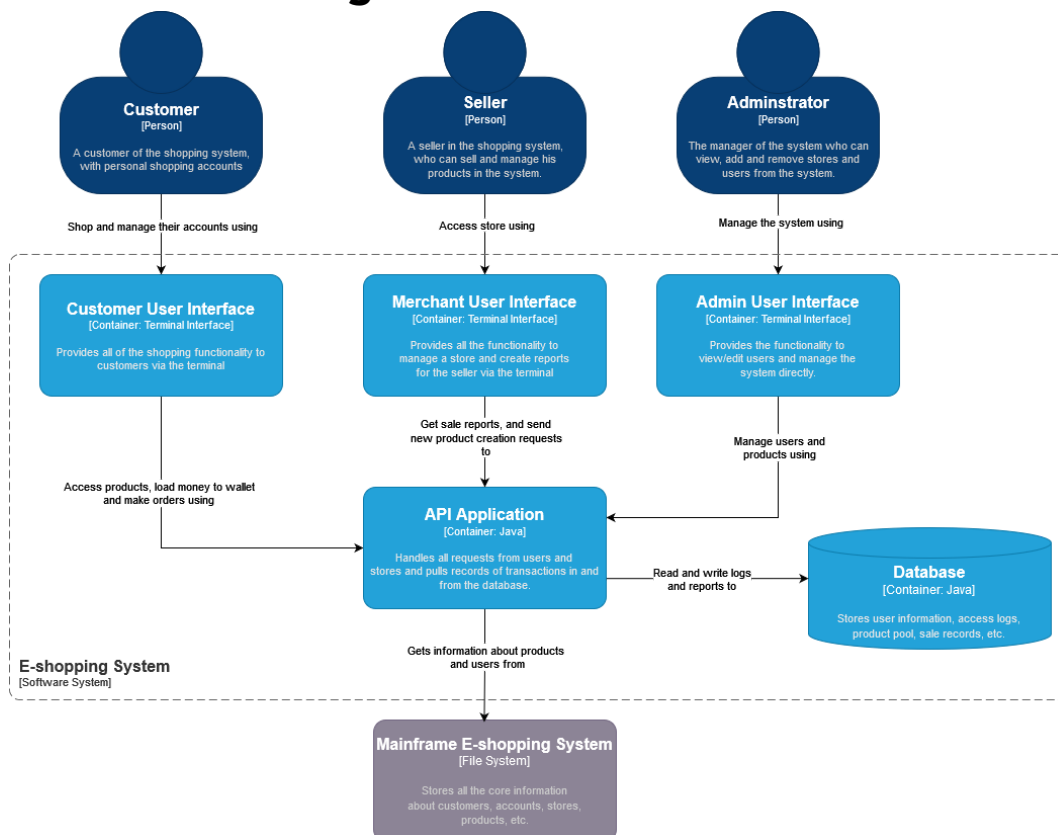 Customer
[Person]
A customer of the shopping system,
with personal shopping accounts
Seller
[Person]
A seller in the shopping system,
who can sell and manage his
products in the system.
Adminstrator
[Person]
The manager of the system who can
view, add and remove stores and
users from the system.
Shop and manage their accounts using
Access store using
Manage the system using
Customer User Interface
[Container: Terminal Interface]
Provides all of the shopping functionality to
customers via the terminal
Merchant User Interface
[Container: Terminal Interface]
Provides all the functionality to
manage a store and create reports
for the seller via the terminal
Admin User Interface
[Container: Terminal Interface]
Provides the functionality to
view/edit users and manage the
system directly.
Get sale reports, and send
new product creation requests
to
Manage users and
products using
Access products, load money to wallet
and make orders using
API Application
[Container: Java]
Handles all requests from users and
stores and pulls records of transactions in and
from the database.
Read and write logs
and reports to
Database
[Container: Java]
Stores user information, access logs,
product pool, sale records, etc.
Gets information about products
and users from
E-shopping System
[Software System]
Mainframe E-shopping System
[File System]
Stores all the core information
about customers, accounts, stores,
products, etc.